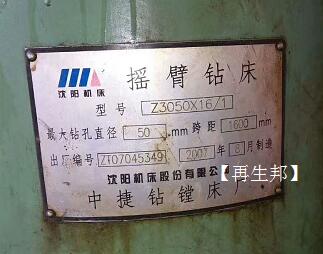 沈阳机床
摇臂钻床
型号 Z3050X16/1
最大钻孔直径 50 mm 跨距 1600 mm
出厂编号 ZT07045349 2007 年 8 月制造
沈阳机床股份有限公
中捷钻镗床厂
【再生邦】